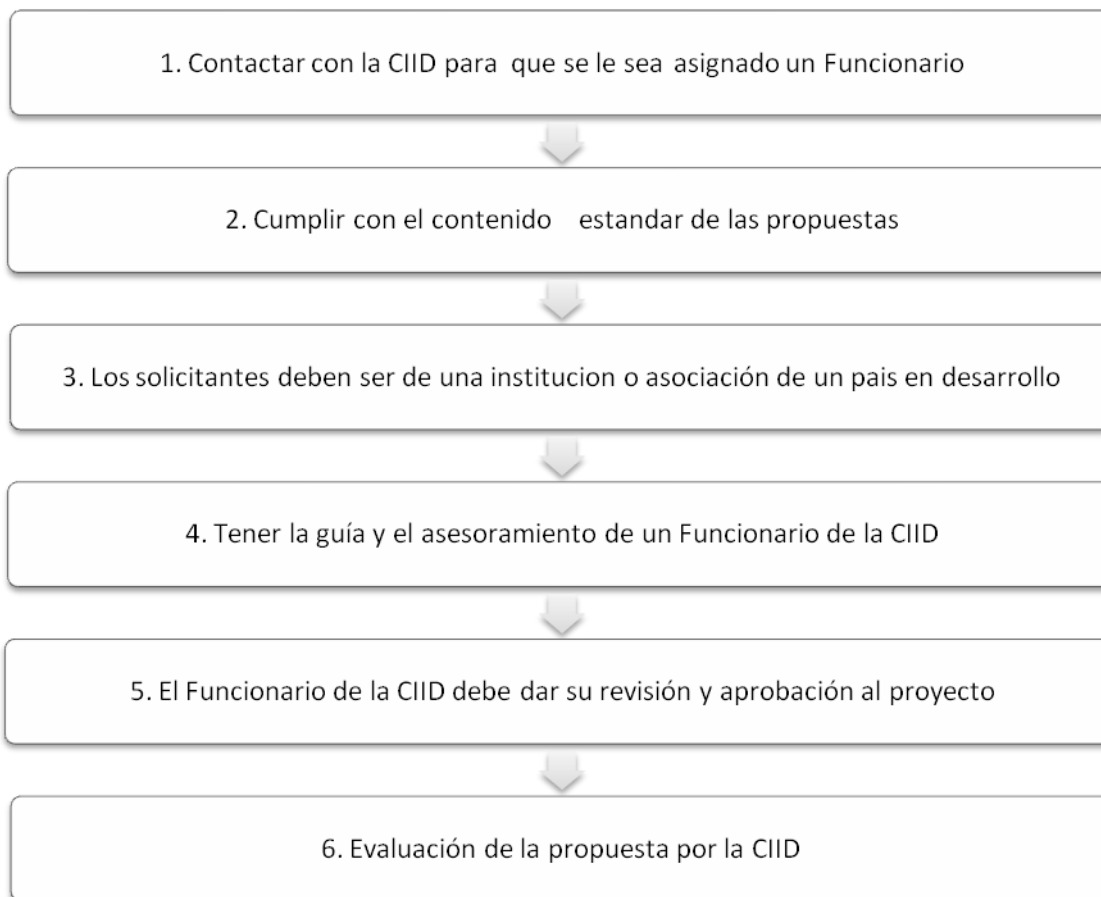 1. Contactar con la CIID para que se le sea asignado un Funcionario
2. Cumplir con el contenido estandar de las propuestas
3. Los solicitantes deben ser de una institucion o asociación de un pais en desarrollo
4. Tener la guía y el asesoramiento de un Funcionario de la CIID
5. El Funcionario de la CIID debe dar su revisión y aprobación al proyecto
6. Evaluación de la propuesta por la CIID